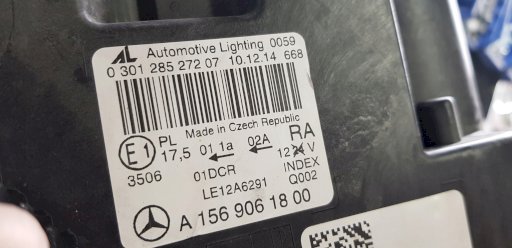 AL Automotive Lighting 0059
0 301 285 272 07 10.12.14 668
Made in Czech Republic
E1 PL 01.1a 02A RA
17,5 12 V
3506 01DCR INDEX
LE12A6291 Q002
A 156 906 18 00